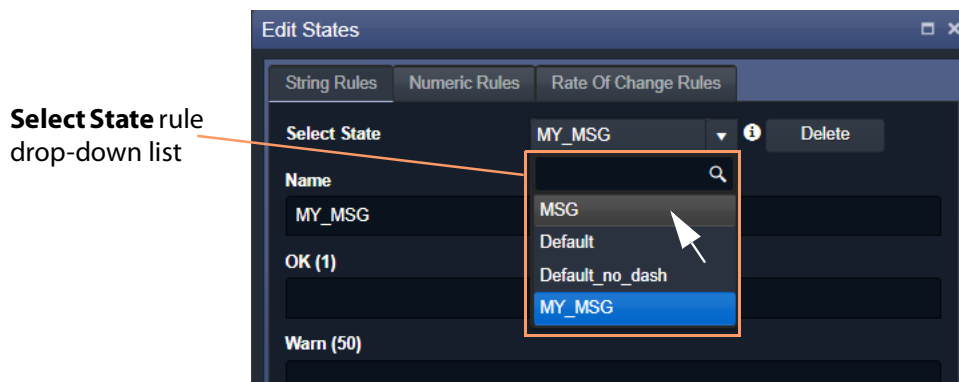 Edit States
String Rules Numeric Rules Rate Of Change Rules
Select State rule
drop-down list
Select State MY_MSG Delete
Name
MY_MSG
MSG
Default
OK (1)
Default_no_dash
MY_MSG
Warn (50)